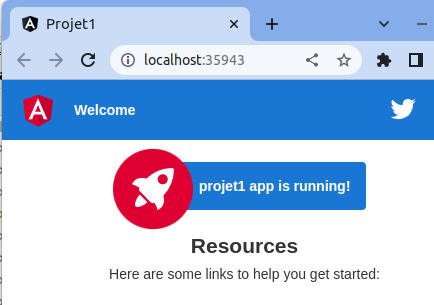 Projet1
localhost:35943
Welcome
projet1 app is running!
Resources
Here are some links to help you get started: